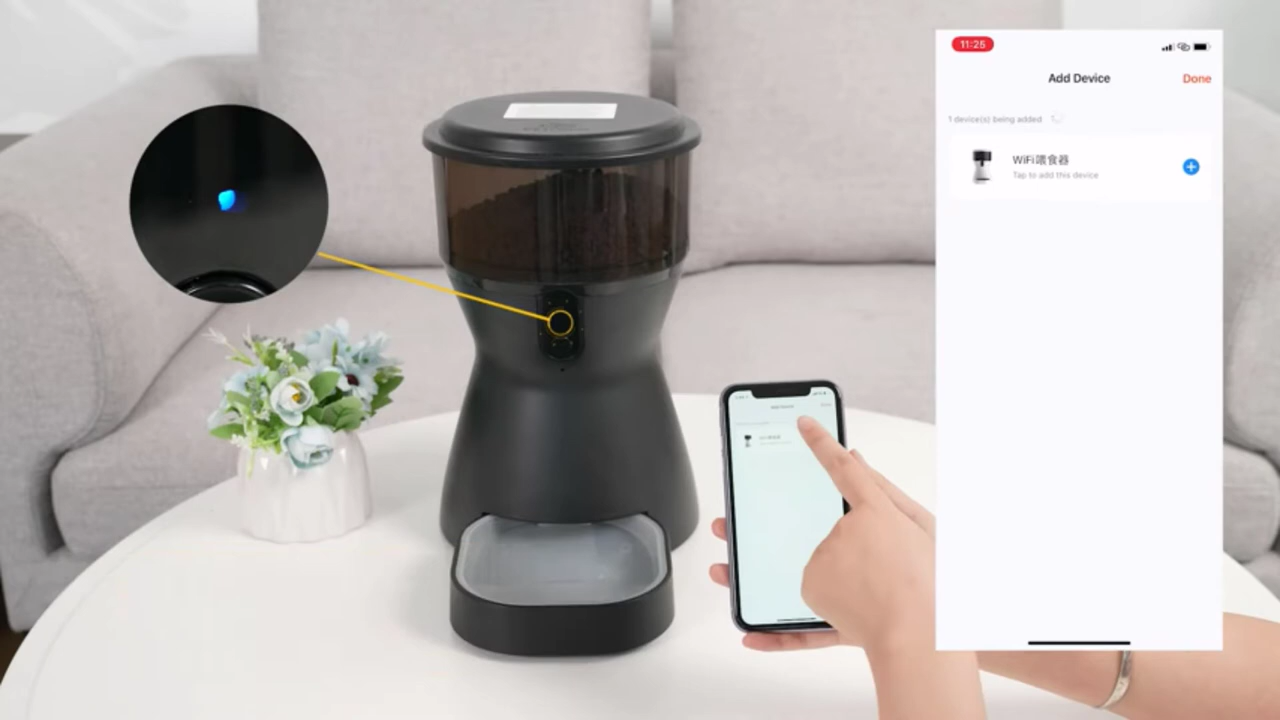 11:25
Add Device
Done
1 device(s) being added
WiFi喂食器
Tap to add this device